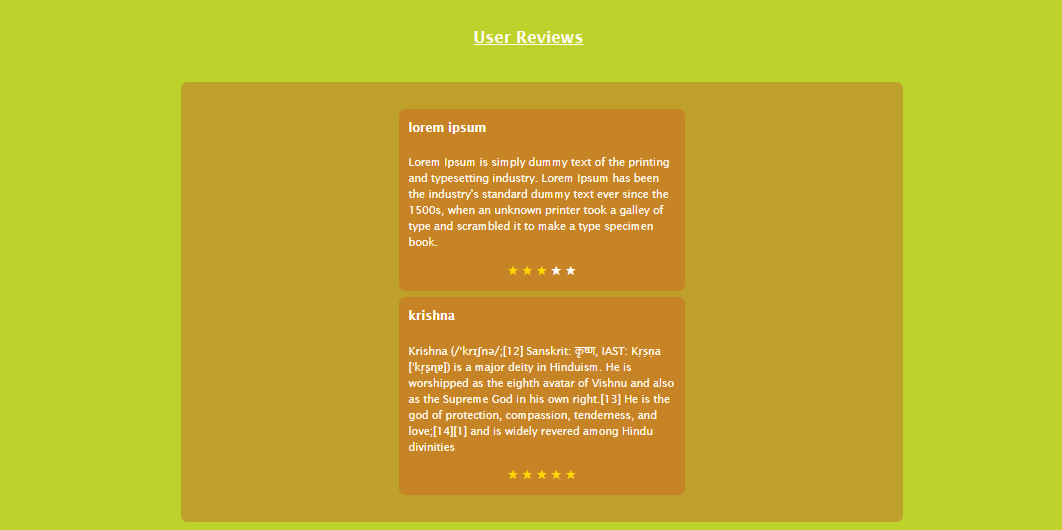 User Reviews
lorem ipsum
Lorem Ipsum is simply dummy text of the printing
and typesetting industry. Lorem Ipsum has been
the industry's standard dummy text ever since the
1500s, when an unknown printer took a galley of
type and scrambled it to make a type specimen
book.
★ ★ ★ ★ ★
krishna
Krishna (/ˈkrɪʃnə/;[12] Sanskrit: कृष्ण, IAST: Kṛṣṇa
[ˈkr̩ʂɳɐ]) is a major deity in Hinduism. He is
worshipped as the eighth avatar of Vishnu and also
as the Supreme God in his own right.[13] He is the
god of protection, compassion, tenderness, and
love;[14][1] and is widely revered among Hindu
divinities
★ ★ ★ ★ ★